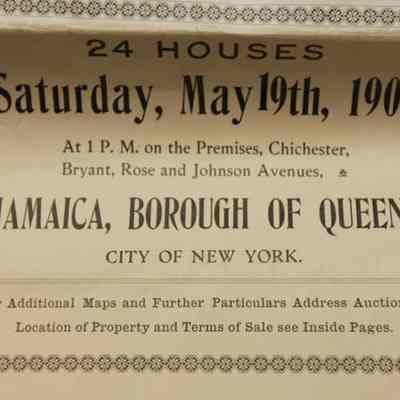 24 HOUSES
Saturday, May 19th, 190
At 1 P. M. on the Premises, Chichester,
Bryant, Rose and Johnson Avenues,
JAMAICA, BOROUGH OF QUEEN
CITY OF NEW YORK.
Additional Maps and Further Particulars Address Auction
Location of Property and Terms of Sale see Inside Pages.